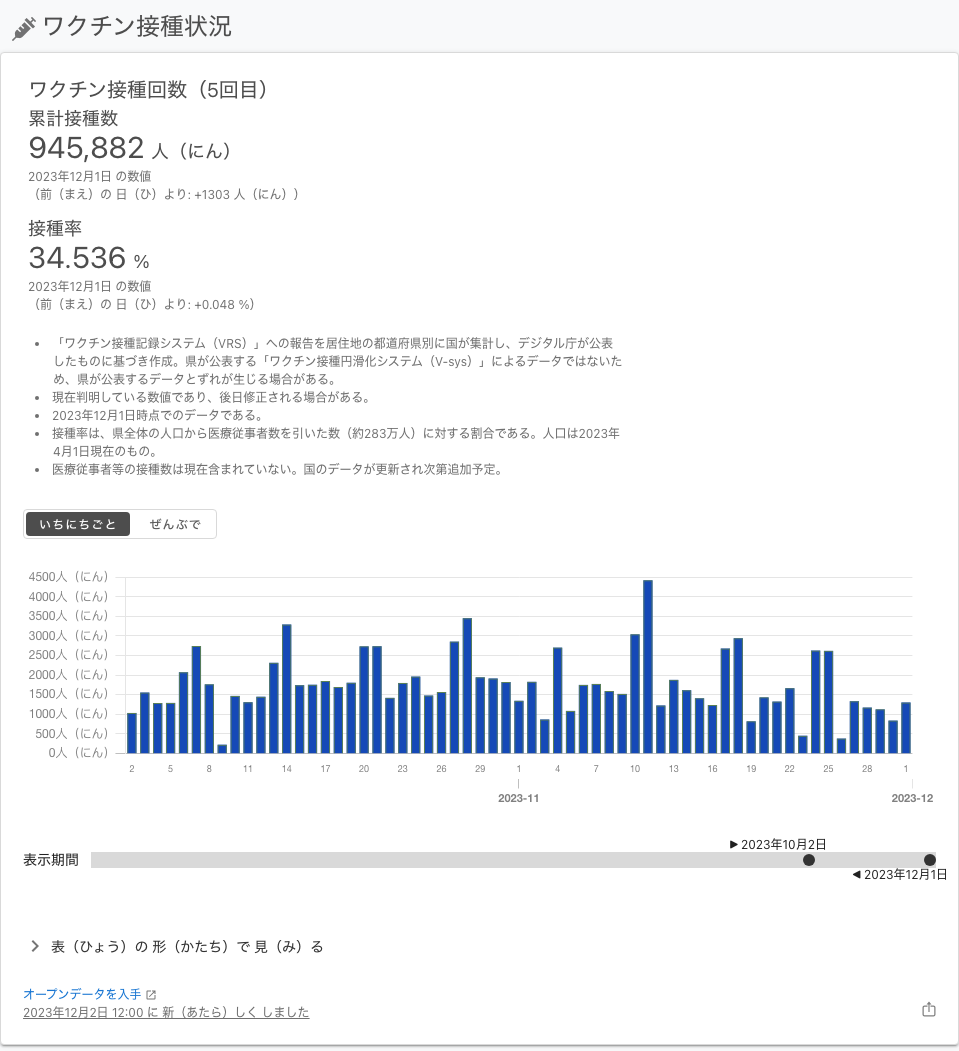 ワクチン接種状況
ワクチン接種回数（5回目）
累計接種数
945,882 人（にん）
2023年12月1日 の数値
（前（まえ）の 日（ひ）より: +1303 人（にん））
接種率
34.536 %
2023年12月1日 の数値
（前（まえ）の 日（ひ）より: +0.048 %）
• 「ワクチン接種記録システム（VRS）」への報告を居住地の都道府県別に国が集計し、デジタル庁が公表
したものに基づき作成。県が公表する「ワクチン接種円滑化システム（V-sys）」によるデータではないた
め、県が公表するデータとずれが生じる場合がある。
• 現在判明している数値であり、後日修正される場合がある。
• 2023年12月1日時点でのデータである。
• 接種率は、県全体の人口から医療従事者数を引いた数（約283万人）に対する割合である。人口は2023年
4月1日現在のもの。
• 医療従事者等の接種数は現在含まれていない。国のデータが更新され次第追加予定。
いちにちごと ぜんぶで
4500人（にん）
4000人（にん）
3500人（にん）
3000人（にん）
2500人（にん）
2000人（にん）
1500人（にん）
1000人（にん）
500人（にん）
0人（にん）
2 5 8 11 14 17 20 23 26 29 1 4 7 10 13 16 19 22 25 28 1
2023-11 2023-12
2023年10月2日
表示期間
2023年12月1日
表（ひょう）の 形（かたち）で 見（み）る
オープンデータを入手
2023年12月2日 12:00 に 新（あたら）しく しました